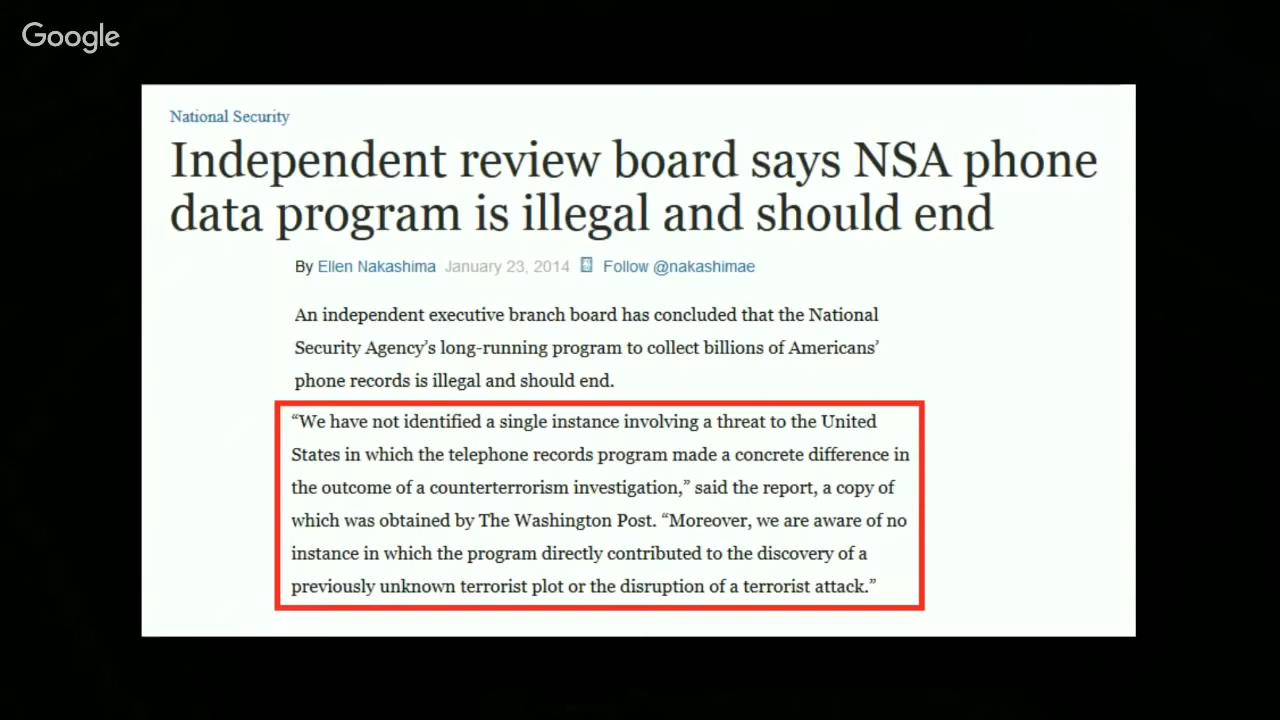 Google
National Security
Independent review board says NSA phone
data program is illegal and should end
By Ellen Nakashima January 23, 2014 Follow @nakashimae
An independent executive branch board has concluded that the National
Security Agency’s long-running program to collect billions of Americans’
phone records is illegal and should end.
“We have not identified a single instance involving a threat to the United
States in which the telephone records program made a concrete difference in
the outcome of a counterterrorism investigation,” said the report, a copy of
which was obtained by The Washington Post. “Moreover, we are aware of no
instance in which the program directly contributed to the discovery of a
previously unknown terrorist plot or the disruption of a terrorist attack.”